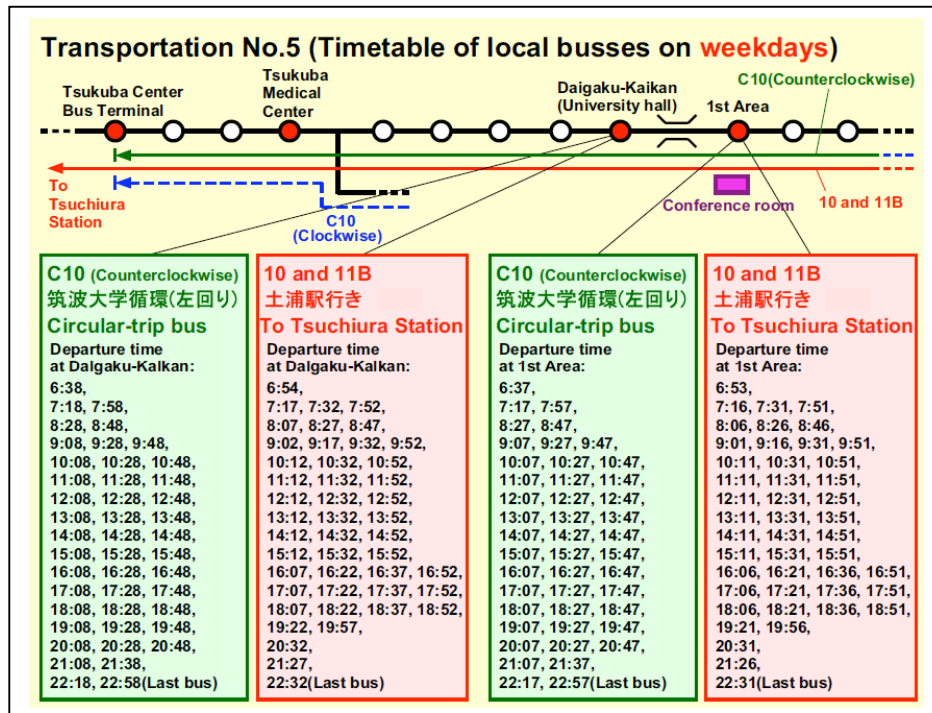 Transportation No.5 (Timetable of local busses on weekdays)
C10(Counterclockwise)
Tsukuba Center
Bus Terminal
Tsukuba
Medical
Center
Daigaku-Kaikan
(University hall)
1st Area
To
Tsuchiura
Station
C10
(Clockwise)
Conference room
10 and 11B
C10 (Counterclockwise)
筑波大学循環(左回り)
Circular-trip bus
Departure time
at Dalgaku-Kalkan:
6:38,
7:18, 7:58,
8:28, 8:48,
9:08, 9:28, 9:48,
10:08, 10:28, 10:48,
11:08, 11:28, 11:48,
12:08, 12:28, 12:48,
13:08, 13:28, 13:48,
14:08, 14:28, 14:48,
15:08, 15:28, 15:48,
16:08, 16:28, 16:48,
17:08, 17:28, 17:48,
18:08, 18:28, 18:48,
19:08, 19:28, 19:48,
20:08, 20:28, 20:48,
21:08, 21:38,
22:18, 22:58(Last bus)
10 and 11B
土浦駅行き
To Tsuchiura Station
Departure time
at Dalgaku-Kalkan:
6:54,
7:17, 7:32, 7:52,
8:07, 8:27, 8:47,
9:02, 9:17, 9:32, 9:52,
10:12, 10:32, 10:52,
11:12, 11:32, 11:52,
12:12, 12:32, 12:52,
13:12, 13:32, 13:52,
14:12, 14:32, 14:52,
15:12, 15:32, 15:52,
16:07, 16:22, 16:37, 16:52,
17:07, 17:22, 17:37, 17:52,
18:07, 18:22, 18:37, 18:52,
19:22, 19:57,
20:32,
21:27,
22:32(Last bus)
C10 (Counterclockwise)
筑波大学循環(左回り)
Circular-trip bus
Departure time
at 1st Area:
6:37,
7:17, 7:57,
8:27, 8:47,
9:07, 9:27, 9:47,
10:07, 10:27, 10:47,
11:07, 11:27, 11:47,
12:07, 12:27, 12:47,
13:07, 13:27, 13:47,
14:07, 14:27, 14:47,
15:07, 15:27, 15:47,
16:07, 16:27, 16:47,
17:07, 17:27, 17:47,
18:07, 18:27, 18:47,
19:07, 19:27, 19:47,
20:07, 20:27, 20:47,
21:07, 21:37,
22:17, 22:57(Last bus)
10 and 11B
土浦駅行き
To Tsuchiura Station
Departure time
at 1st Area:
6:53,
7:16, 7:31, 7:51,
8:06, 8:26, 8:46,
9:01, 9:16, 9:31, 9:51,
10:11, 10:31, 10:51,
11:11, 11:31, 11:51,
12:11, 12:31, 12:51,
13:11, 13:31, 13:51,
14:11, 14:31, 14:51,
15:11, 15:31, 15:51,
16:06, 16:21, 16:36, 16:51,
17:06, 17:21, 17:36, 17:51,
18:06, 18:21, 18:36, 18:51,
19:21, 19:56,
20:31,
21:26,
22:31(Last bus)